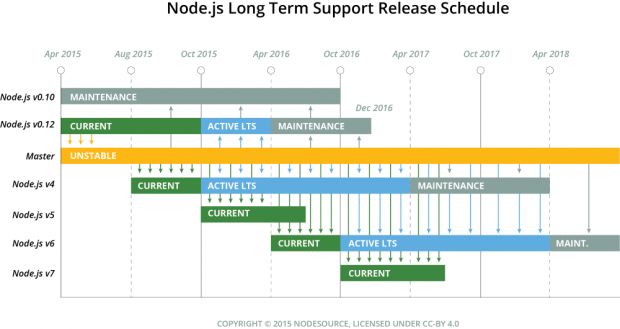 Node.js Long Term Support Release Schedule
Apr 2015 Aug 2015 Oct 2015 Apr 2016 Oct 2016 Apr 2017 Oct 2017 Apr 2018
Node.js v0.10 MAINTENANCE
Dec 2016
Node.js v0.12 CURRENT ACTIVE LTS MAINTENANCE
Master UNSTABLE
Node.js v4 CURRENT ACTIVE LTS MAINTENANCE
Node.js v5 CURRENT
Node.js v6 CURRENT ACTIVE LTS MAINT.
Node.js v7 CURRENT
COPYRIGHT © 2015 NODESOURCE, LICENSED UNDER CC-BY 4.0